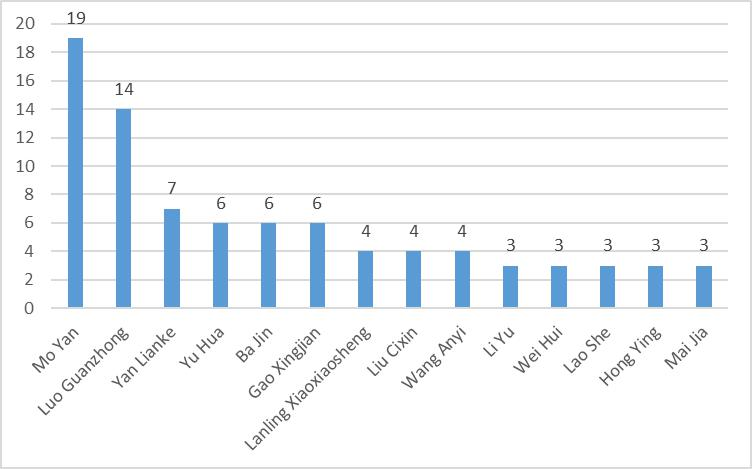 20
18
16
14
12
10
8
6
4
2
0
19
14
7
6
6
6
4
4
4
3
3
3
3
3
Mo Yan
Luo Guanzhong
Yan Lianke
Yu Hua
Ba Jin
Gao Xingjian
Lanling Xiaoxiaosheng
Liu Cixin
Wang Anyi
Li Yu
Wei Hui
Lao She
Hong Ying
Mai Jia